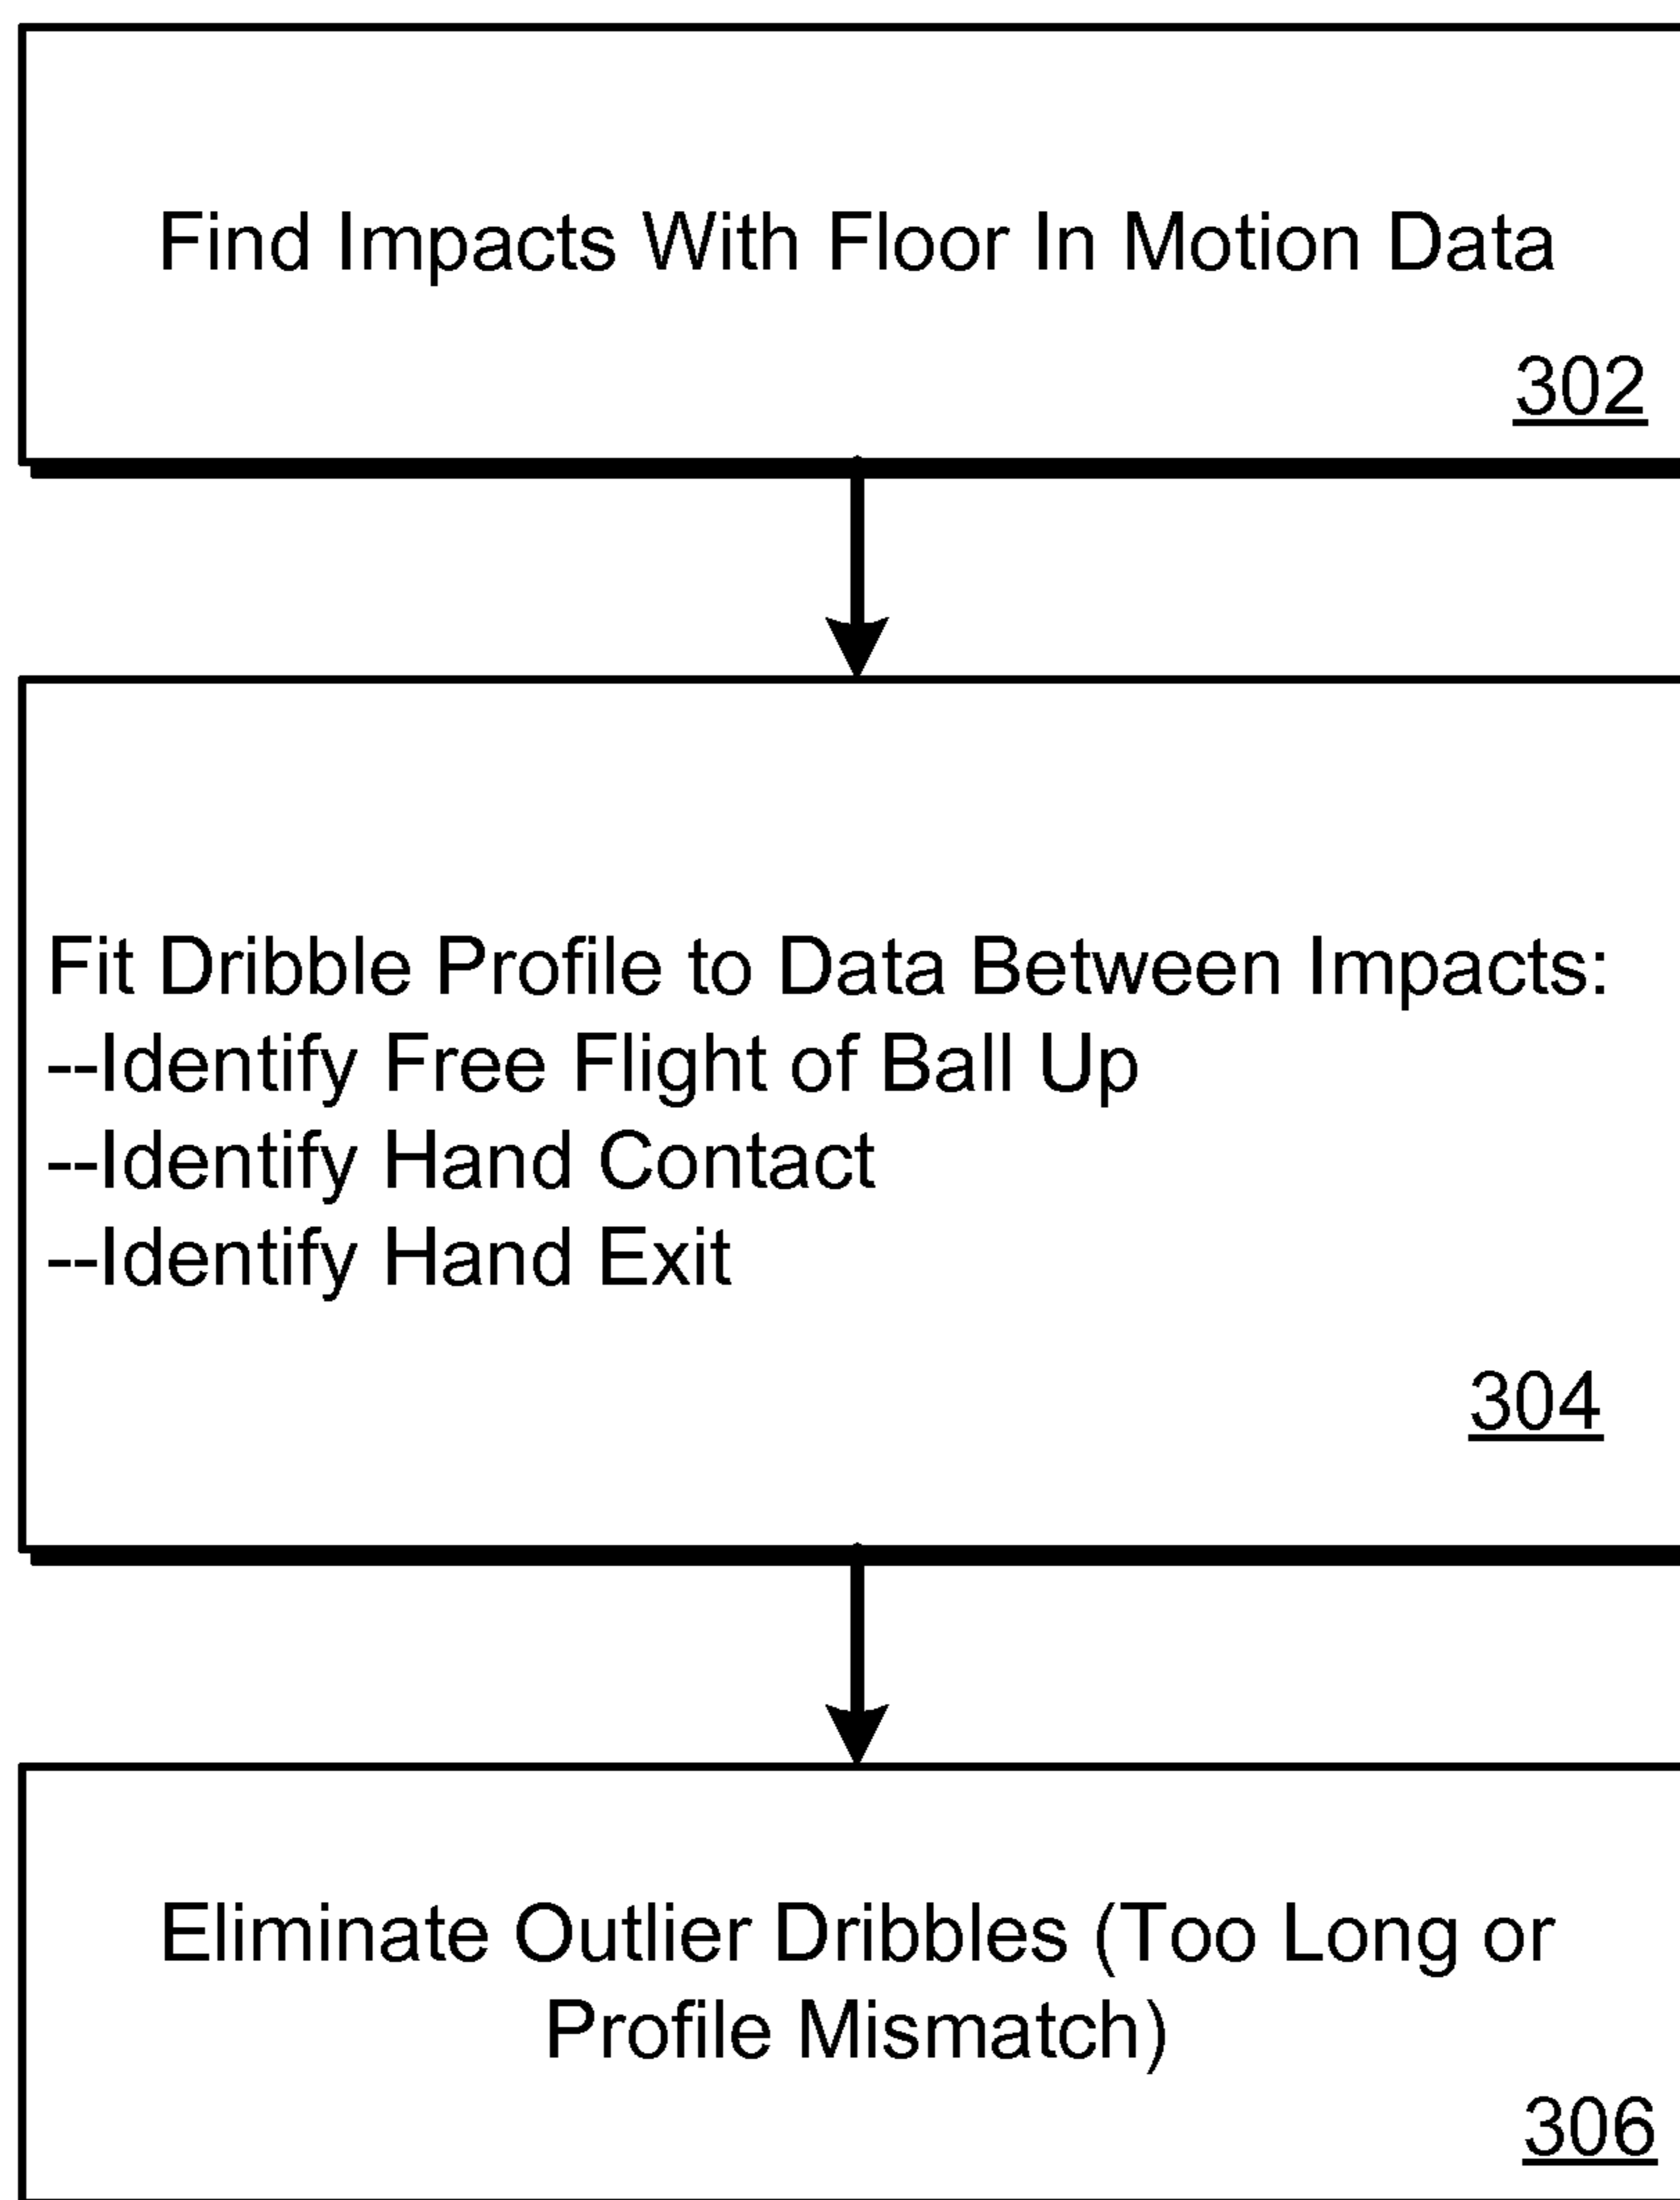 Find Impacts With Floor In Motion Data
302
Fit Dribble Profile to Data Between Impacts:
--Identify Free Flight of Ball Up
--Identify Hand Contact
--Identify Hand Exit
304
Eliminate Outlier Dribbles (Too Long or
Profile Mismatch)
306